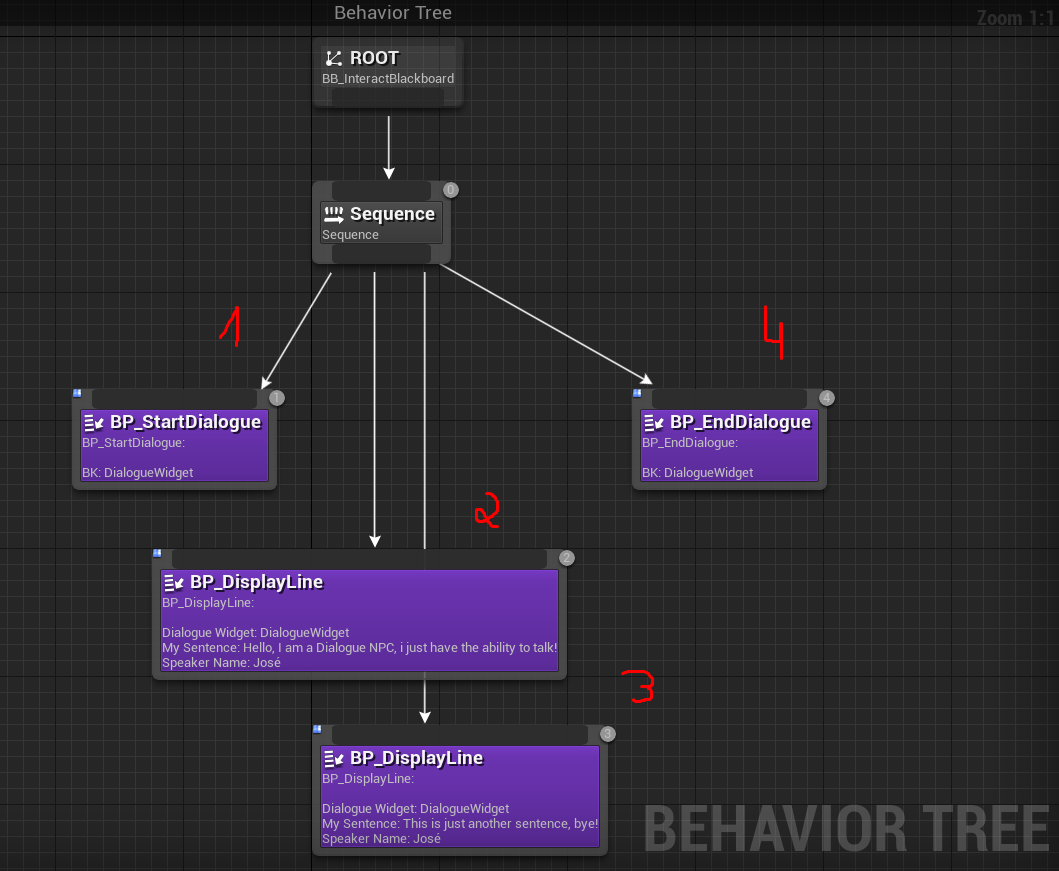 Behavior Tree
Zoom 1:1
ROOT
BB_InteractBlackboard
0
Sequence
Sequence
1
4
1
BP_StartDialogue
BP_StartDialogue:
BK: DialogueWidget
4
BP_EndDialogue
BP_EndDialogue:
BK: DialogueWidget
2
2
BP_DisplayLine
BP_DisplayLine:
Dialogue Widget: DialogueWidget
My Sentence: Hello, I am a Dialogue NPC, i just have the ability to talk!
Speaker Name: José
3
3
BP_DisplayLine
BP_DisplayLine:
Dialogue Widget: DialogueWidget
My Sentence: This is just another sentence, bye!
Speaker Name: José
BEHAVIOR TREE